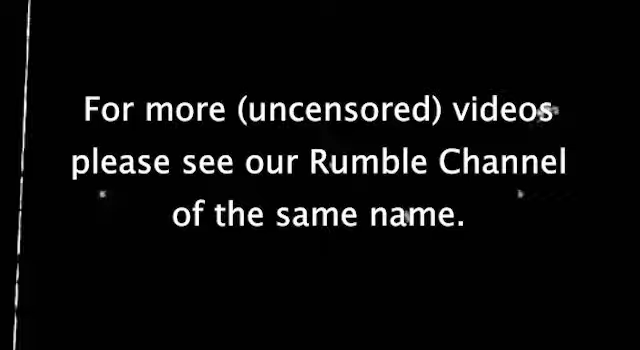 For more (uncensored) videos
please see our Rumble Channel
of the same name.